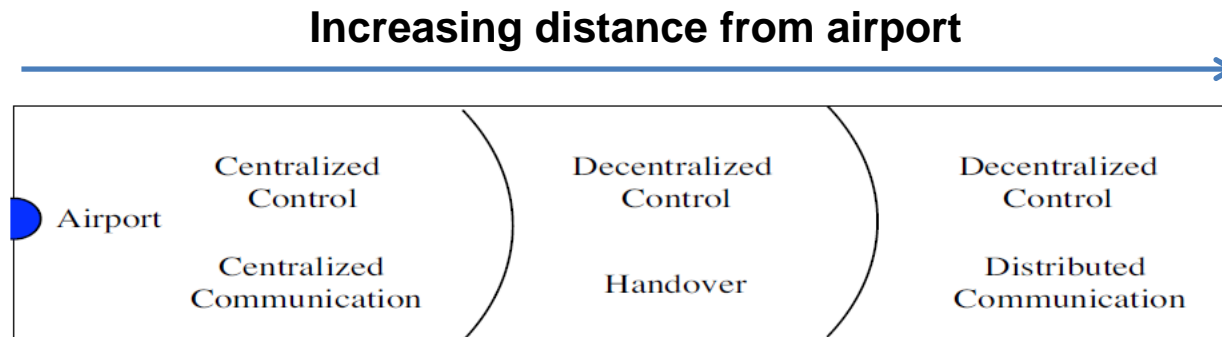 Increasing distance from airport
Airport
Centralized
Control
Centralized
Communication
Decentralized
Control
Handover
Decentralized
Control
Distributed
Communication